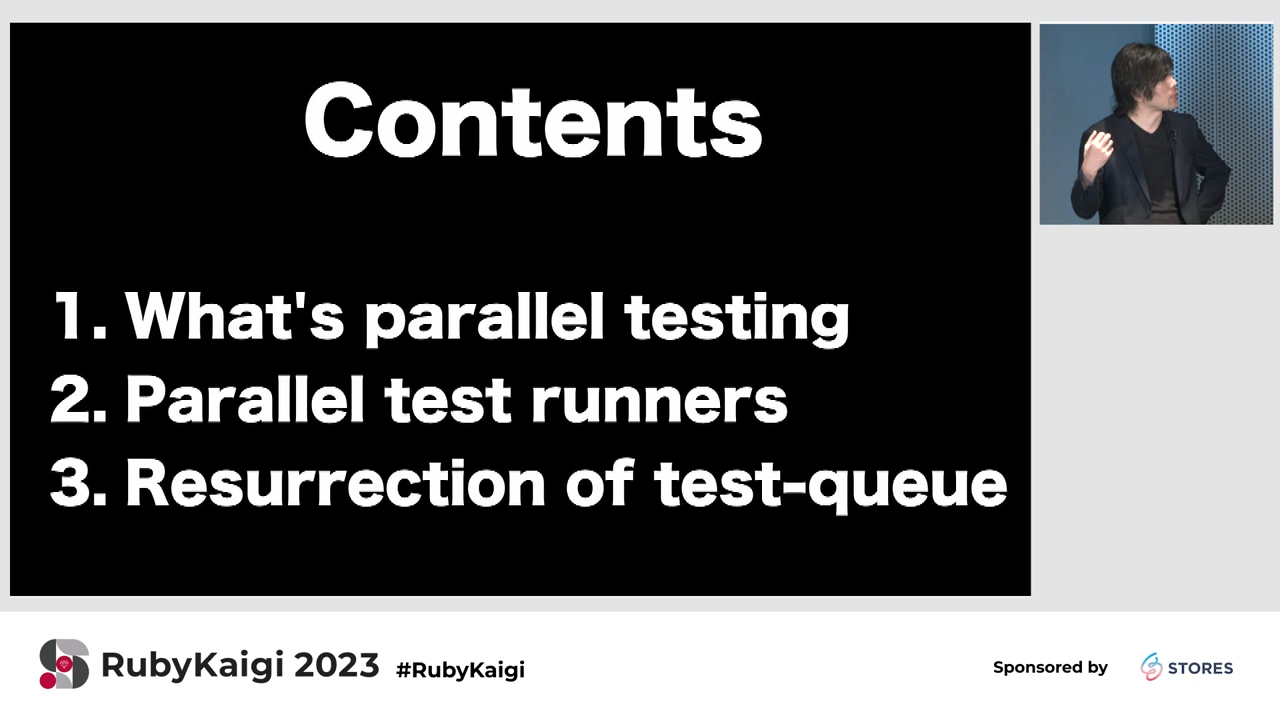 Contents
1. What's parallel testing
2. Parallel test runners
3. Resurrection of test-queue
RubyKaigi 2023
#RubyKaigi
Sponsored by
STORES